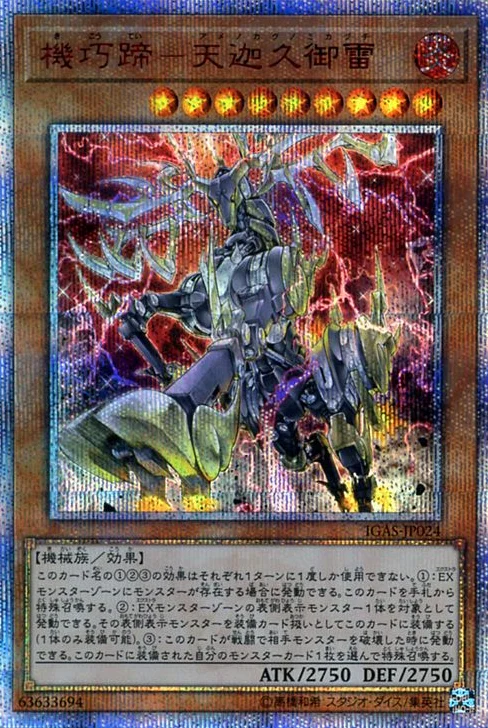 機巧蹄－天迦久御雷
IGAS-JP024
【機械族／効果】
このカード名の①②③の効果はそれぞれ1ターンに1度しか使用できない。①：EX
モンスターゾーンにモンスターが存在する場合に発動できる。このカードを手札から
特殊召喚する。②：EXモンスターゾーンの表側表示モンスター1体を対象として
発動できる。その表側表示モンスターを装備カード扱いとしてこのカードに装備する
(1体のみ装備可能)。③：このカードが戦闘で相手モンスターを破壊した時に発動
できる。このカードに装備された自分のモンスターカード1枚を選んで特殊召喚する。
ATK/2750 DEF/2750
63633694
©高橋和希 スタジオ・ダイス/集英社